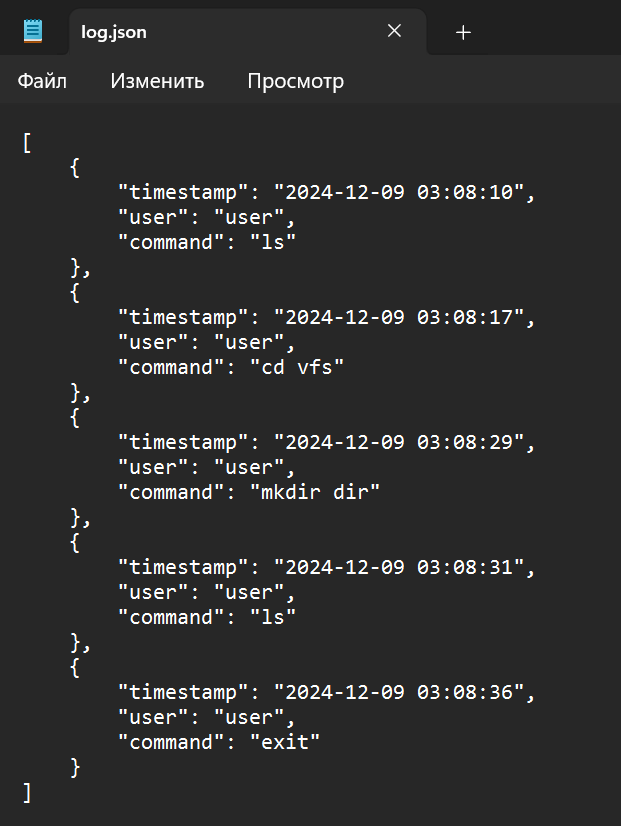 log.json
Файл Изменить Просмотр
[
    {
        "timestamp": "2024-12-09 03:08:10",
        "user": "user",
        "command": "ls"
    },
    {
        "timestamp": "2024-12-09 03:08:17",
        "user": "user",
        "command": "cd vfs"
    },
    {
        "timestamp": "2024-12-09 03:08:29",
        "user": "user",
        "command": "mkdir dir"
    },
    {
        "timestamp": "2024-12-09 03:08:31",
        "user": "user",
        "command": "ls"
    },
    {
        "timestamp": "2024-12-09 03:08:36",
        "user": "user",
        "command": "exit"
    }
]